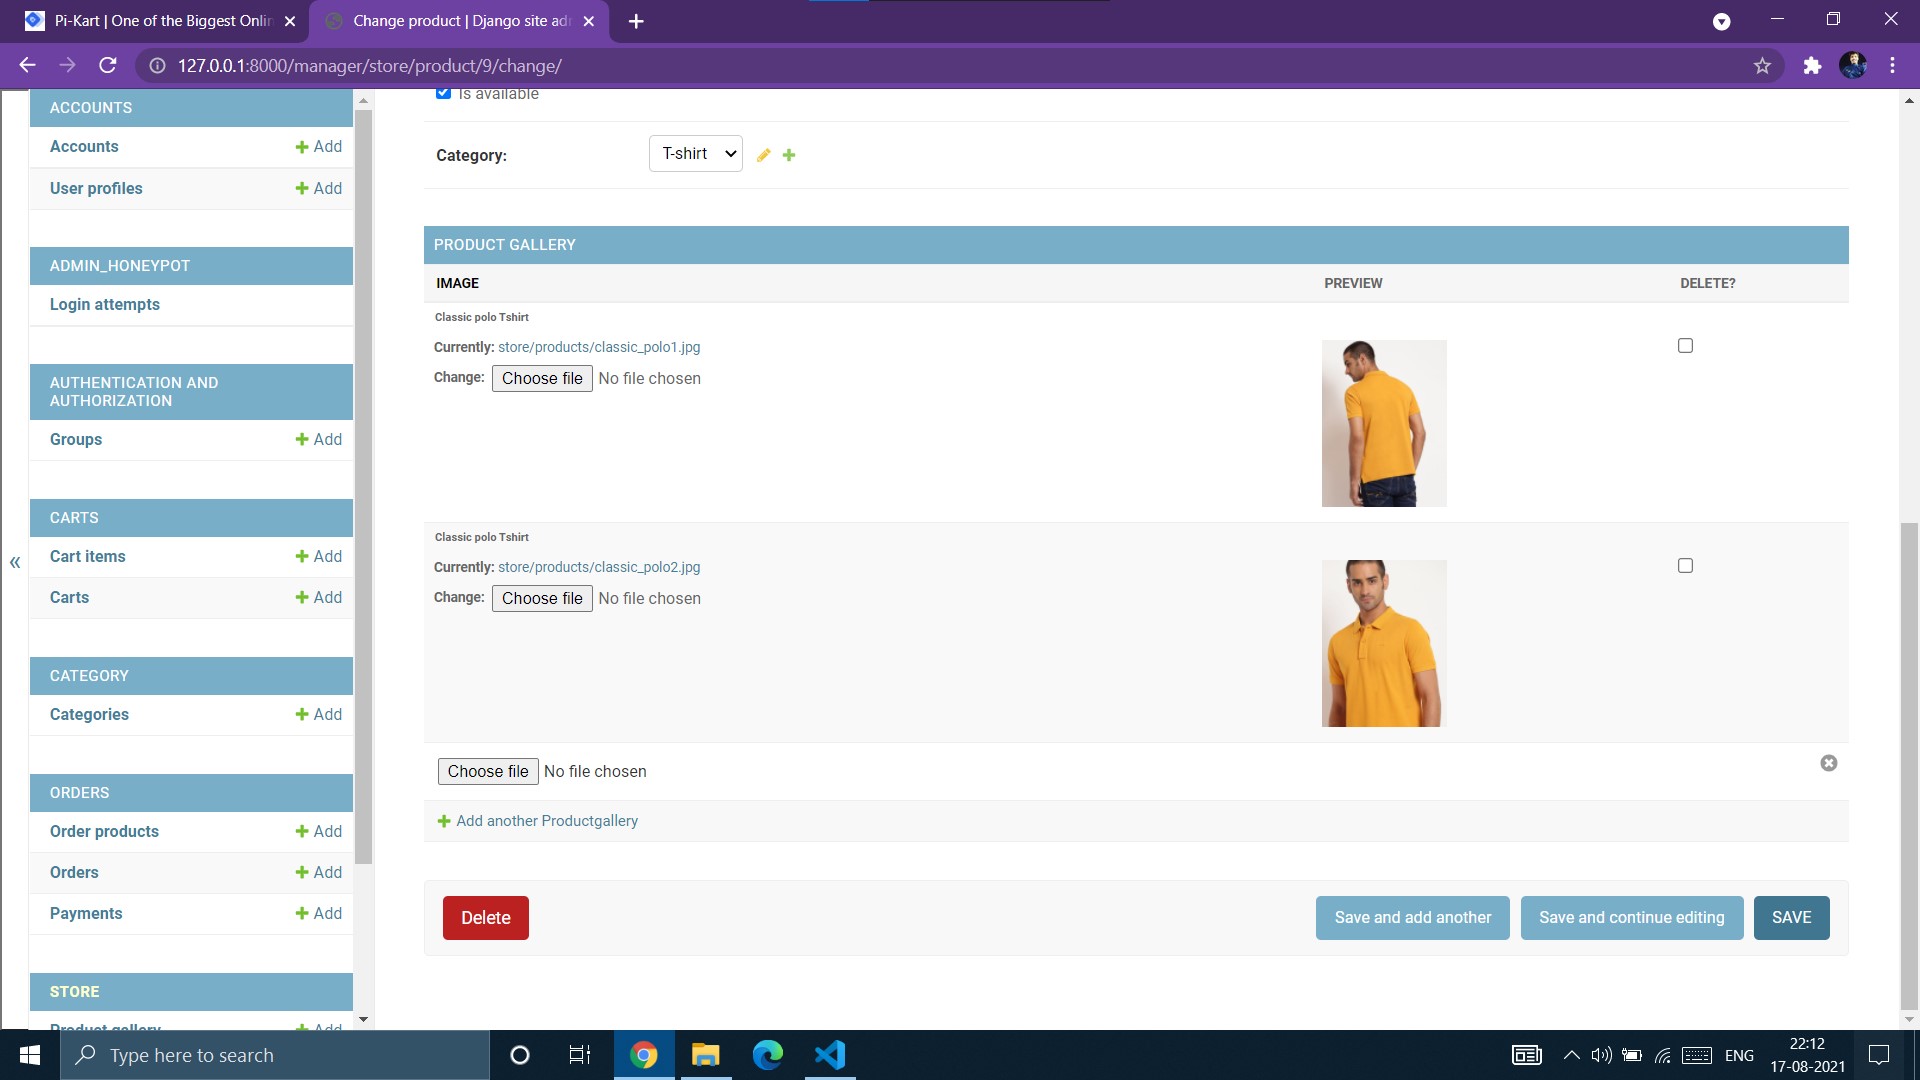 Pi-Kart | One of the Biggest Onlin
Change product | Django site adm
127.0.0.1:8000/manager/store/product/9/change/
ACCOUNTS
Accounts Add
User profiles Add
ADMIN_HONEYPOT
Login attempts
AUTHENTICATION AND
AUTHORIZATION
Groups Add
CARTS
Cart items Add
Carts Add
CATEGORY
Categories Add
ORDERS
Order products Add
Orders Add
Payments Add
STORE
Product gallery Add
«
Is available
Category: T-shirt
PRODUCT GALLERY
IMAGE PREVIEW DELETE?
Classic polo Tshirt
Currently: store/products/classic_polo1.jpg
Change: Choose file No file chosen
Classic polo Tshirt
Currently: store/products/classic_polo2.jpg
Change: Choose file No file chosen
Choose file No file chosen
Add another Productgallery
Delete Save and add another Save and continue editing SAVE
Type here to search
ENG
22:12
17-08-2021